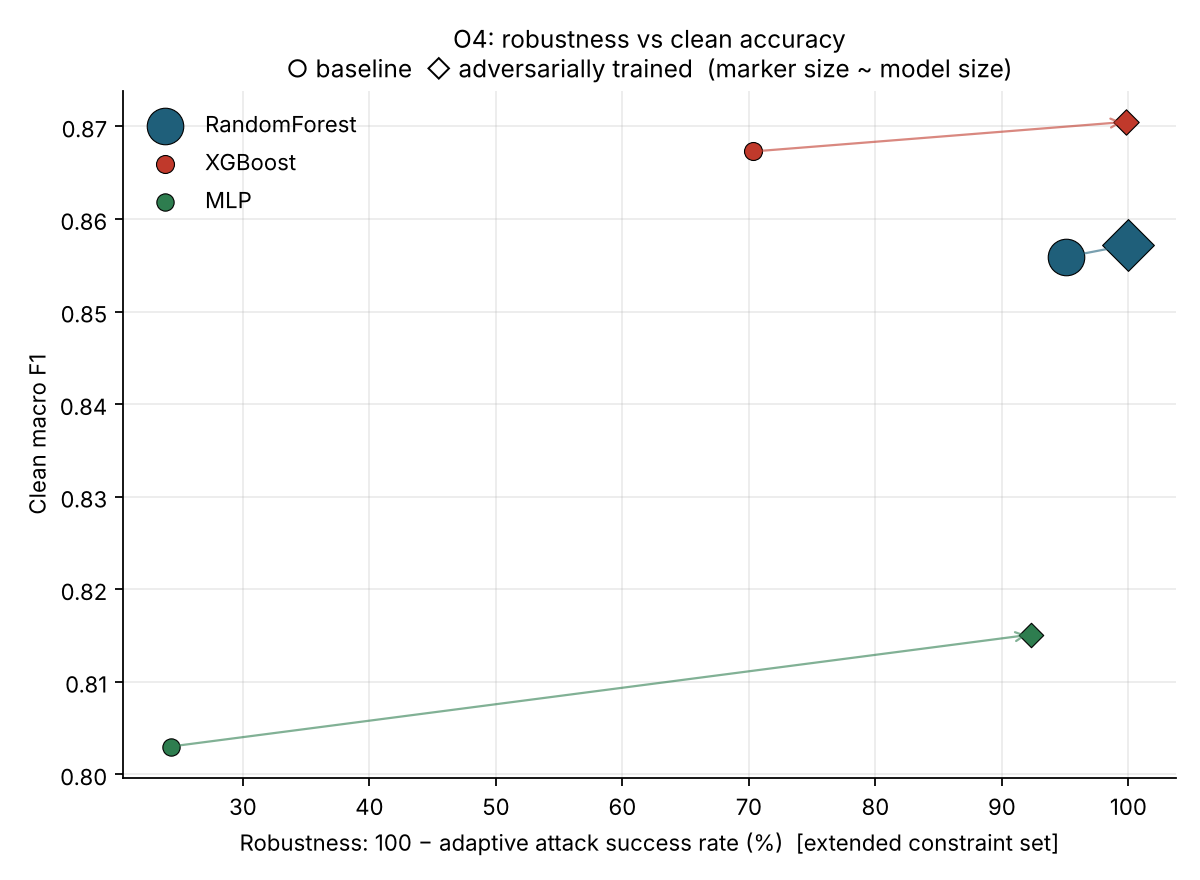 O4: robustness vs clean accuracy
baseline adversarially trained (marker size ~ model size)
RandomForest
XGBoost
MLP
Clean macro F1
0.87
0.86
0.85
0.84
0.83
0.82
0.81
0.80
30 40 50 60 70 80 90 100
Robustness: 100 − adaptive attack success rate (%) [extended constraint set]